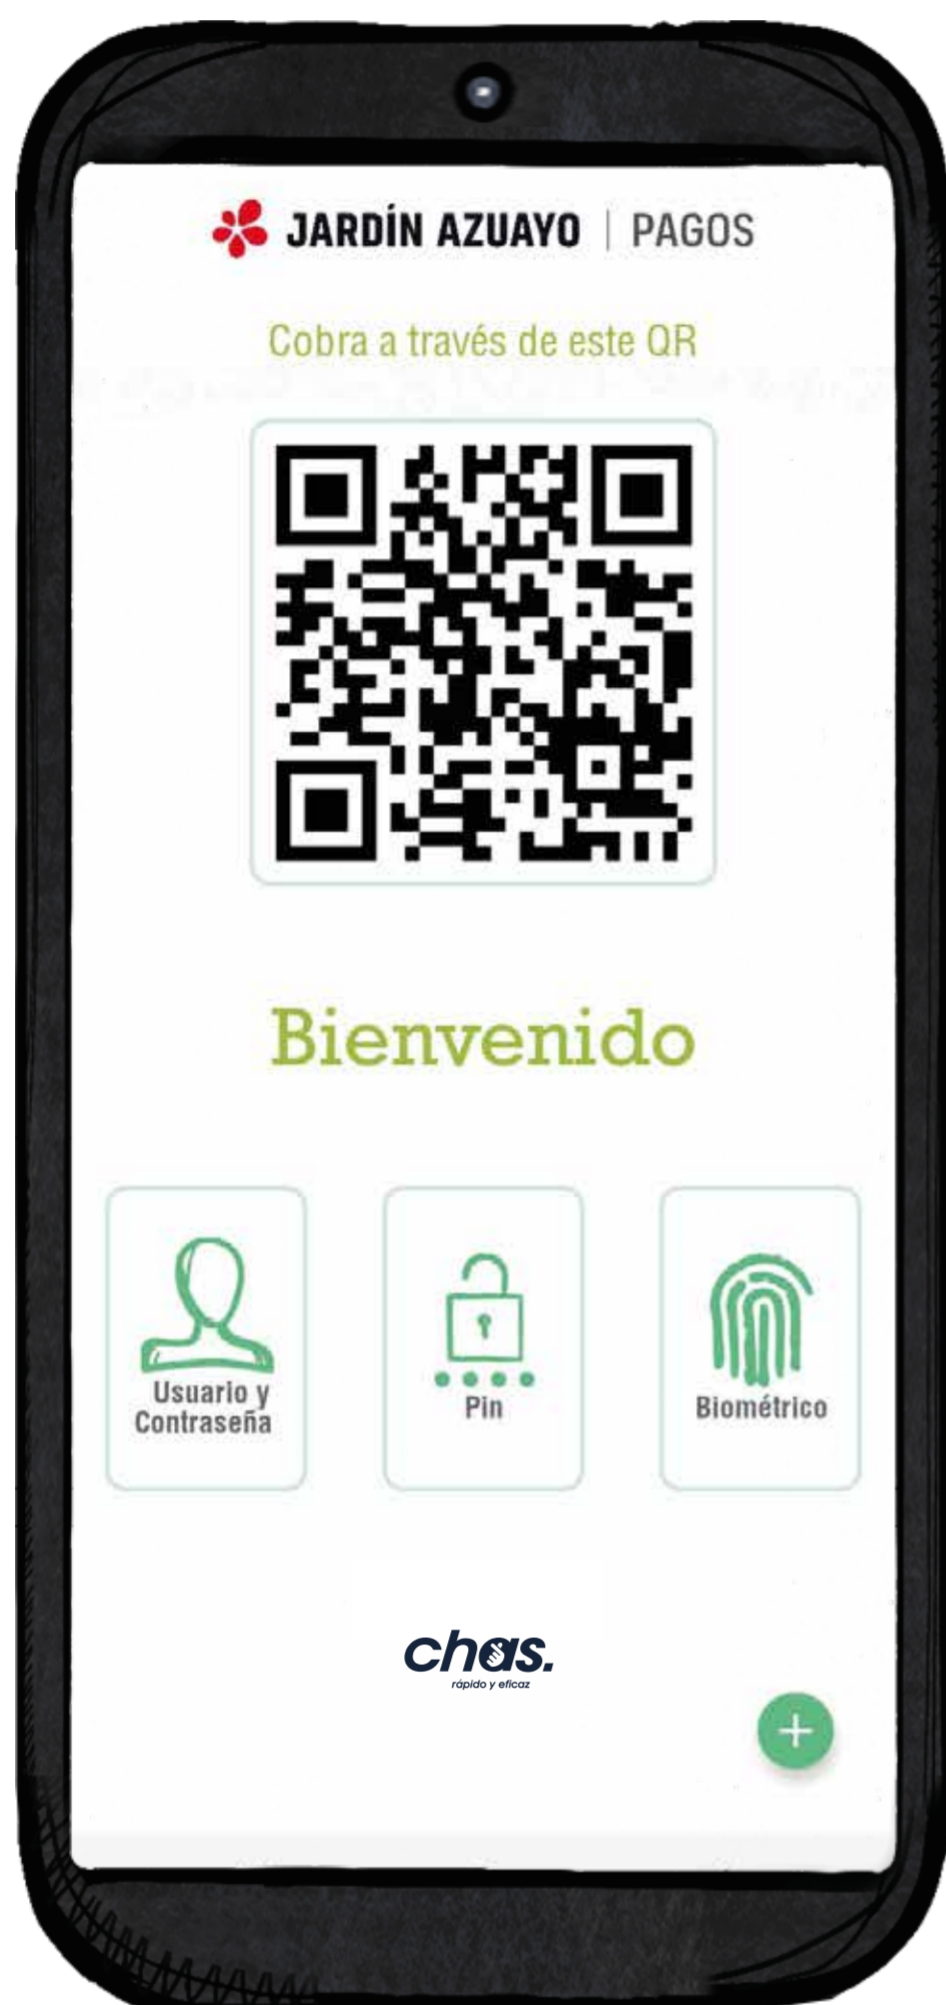 JARDÍN AZUAYO | PAGOS
Cobra a través de este QR
Bienvenido
Usuario y
Contraseña
Pin
Biométrico
chas.
rápido y eficaz